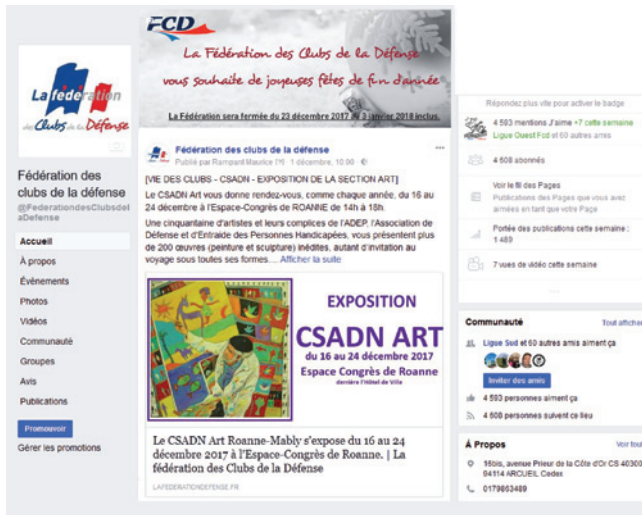 La fédération
des Clubs de la Défense
Fédération des
clubs de la défense
@FederationdesClubsdel
aDefense
Accueil
À propos
Évènements
Photos
Vidéos
Communauté
Groupes
Avis
Publications
Promouvoir
Gérer les promotions
FCD
La Fédération des Clubs de la Défense
vous souhaite de joyeuses fêtes de fin d'année
La Fédération sera fermée du 23 décembre 2017 au 3 janvier 2018 inclus.
Fédération des clubs de la défense
Publié par Rampant Maurice [?] · 1 décembre, 10:00
[VIE DES CLUBS - CSADN - EXPOSITION DE LA SECTION ART]
Le CSADN Art vous donne rendez-vous, comme chaque année, du 16 au
24 décembre à l'Espace-Congrès de ROANNE de 14h à 18h.
Une cinquantaine d'artistes et leurs complices de l'ADEP, l'Association de
Défense et d'Entraide des Personnes Handicapées, vous présentent plus
de 200 œuvres (peinture et sculpture) inédites, autant d'invitation au
voyage sous toutes ses formes.... Afficher la suite
EXPOSITION
CSADN ART
du 16 au 24 décembre 2017
Espace Congrès de Roanne
derrière l'Hôtel de Ville
Le CSADN Art Roanne-Mably s'expose du 16 au 24
décembre 2017 à l'Espace-Congrès de Roanne. | La
fédération des Clubs de la Défense
LAFEDERATIONDEFENSE.FR
Répondez plus vite pour activer le badge
4 593 mentions J'aime +7 cette semaine
Ligue Ouest Fcd et 60 autres amis
4 608 abonnés
Voir le fil des Pages
Publications des Pages que vous avez
aimées en tant que votre Page
Portée des publications cette semaine :
1 489
7 vues de vidéo cette semaine
Communauté
Tout afficher
Ligue Sud et 60 autres amis aiment ça
Inviter des amis
4 593 personnes aiment ça
4 608 personnes suivent ce lieu
À Propos
Voir tout
16bis, avenue Prieur de la Côte d'Or CS 40300
94114 ARCUEIL Cedex
0179863489